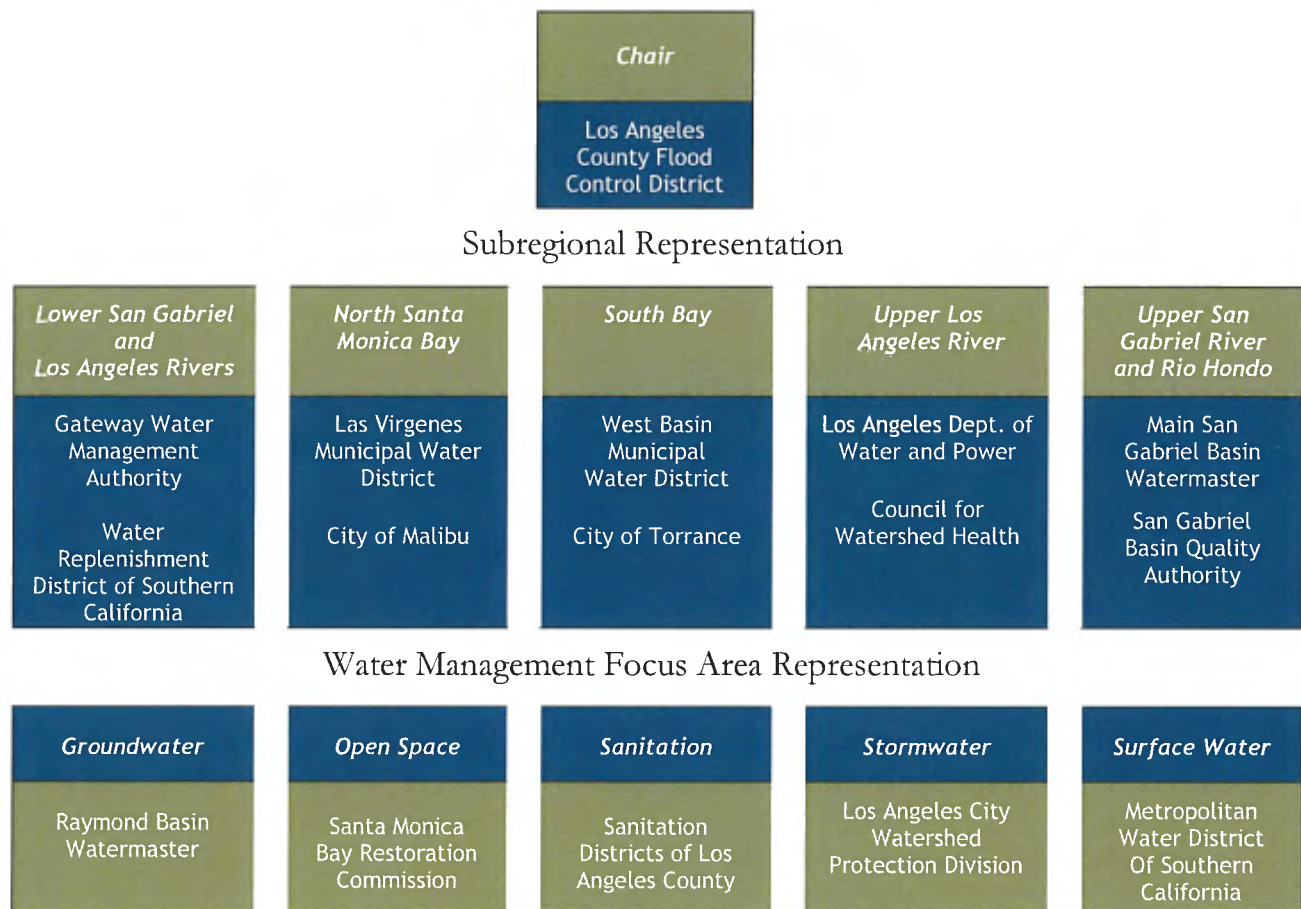 Chair
Los Angeles
County Flood
Control District
Subregional Representation
Lower San Gabriel
and
Los Angeles Rivers
Gateway Water
Management
Authority
Water
Replenishment
District of Southern
California
North Santa
Monica Bay
Las Virgenes
Municipal Water
District
City of Malibu
South Bay
West Basin
Municipal
Water District
City of Torrance
Upper Los
Angeles River
Los Angeles Dept. of
Water and Power
Council for
Watershed Health
Upper San
Gabriel River
and Rio Hondo
Main San
Gabriel Basin
Watermaster
San Gabriel
Basin Quality
Authority
Water Management Focus Area Representation
Groundwater
Raymond Basin
Watermaster
Open Space
Santa Monica
Bay Restoration
Commission
Sanitation
Sanitation
Districts of Los
Angeles County
Stormwater
Los Angeles City
Watershed
Protection Division
Surface Water
Metropolitan
Water District
Of Southern
California